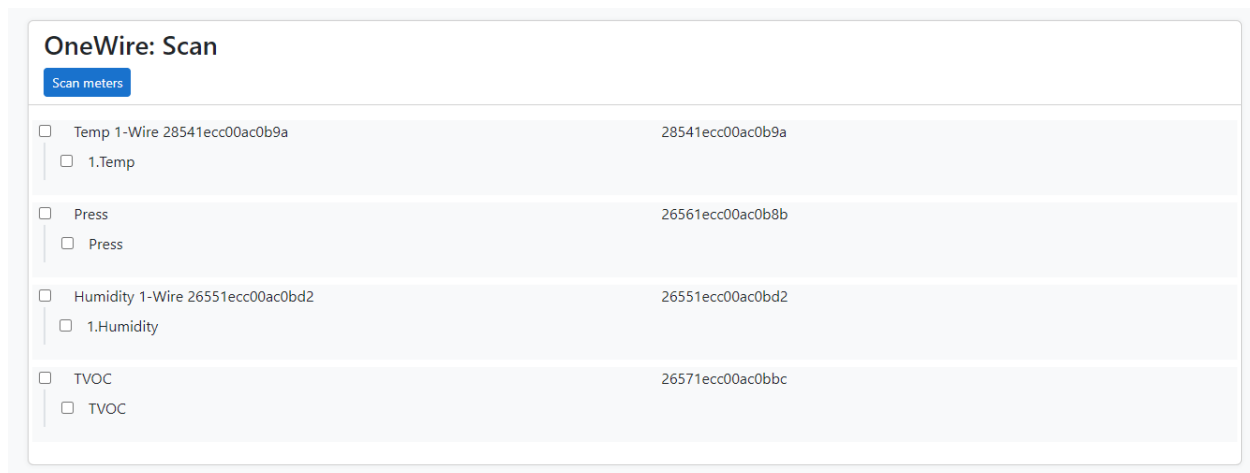 OneWire: Scan
Scan meters
Temp 1-Wire 28541ecc00ac0b9a 28541ecc00ac0b9a
1.Temp
Press 26561ecc00ac0b8b
Press
Humidity 1-Wire 26551ecc00ac0bd2 26551ecc00ac0bd2
1.Humidity
TVOC 26571ecc00ac0bbc
TVOC